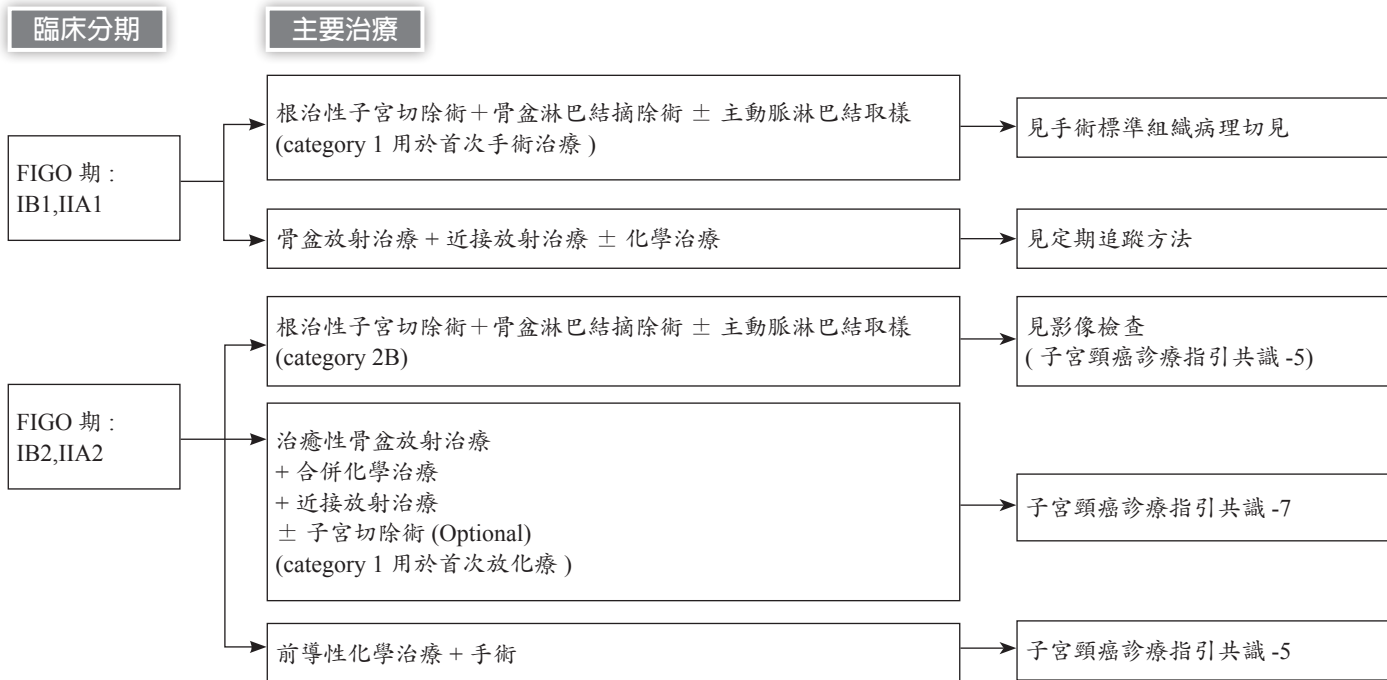 臨床分期
主要治療
FIGO 期 :
IB1,IIA1
根治性子宮切除術＋骨盆淋巴結摘除術 ± 主動脈淋巴結取樣
(category 1 用於首次手術治療 )
見手術標準組織病理切見
骨盆放射治療 + 近接放射治療 ± 化學治療
見定期追蹤方法
FIGO 期 :
IB2,IIA2
根治性子宮切除術＋骨盆淋巴結摘除術 ± 主動脈淋巴結取樣
(category 2B)
見影像檢查
( 子宮頸癌診療指引共識 -5)
治癒性骨盆放射治療
+ 合併化學治療
+ 近接放射治療
± 子宮切除術 (Optional)
(category 1 用於首次放化療 )
子宮頸癌診療指引共識 -7
前導性化學治療 + 手術
子宮頸癌診療指引共識 -5